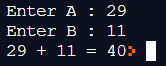 Enter A : 29
Enter B : 11
29 + 11 = 40>